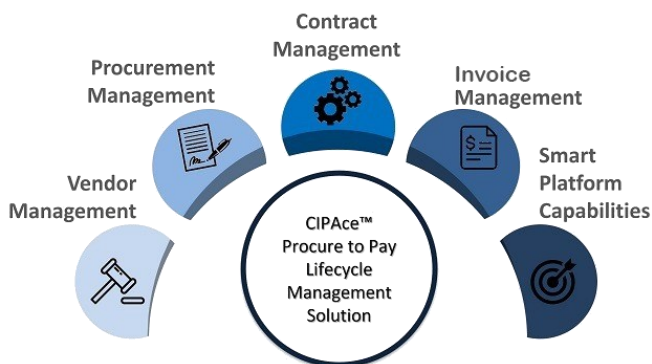 Contract
Management
Procurement
Management
Invoice
Management
Vendor
Management
Smart
Platform
Capabilities
CIPAce™
Procure to Pay
Lifecycle
Management
Solution
$